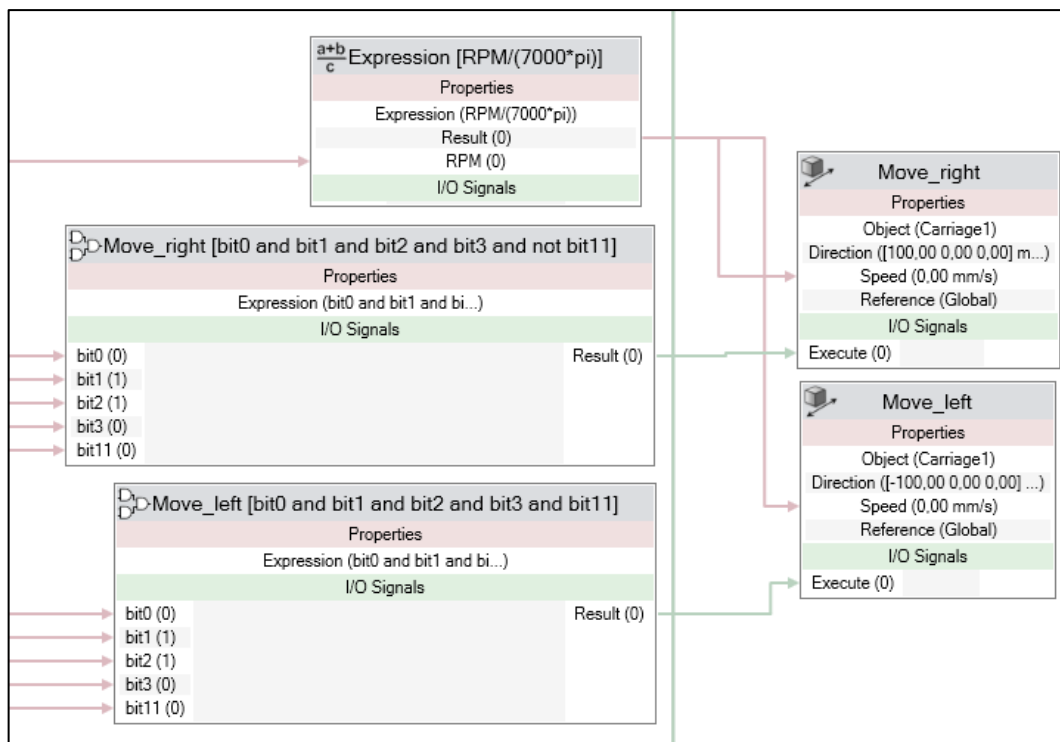 a+b
c
Expression [RPM/(7000*pi)]
Properties
Expression (RPM/(7000*pi))
Result (0)
RPM (0)
I/O Signals
Move_right [bit0 and bit1 and bit2 and bit3 and not bit11]
Properties
Expression (bit0 and bit1 and bi...)
I/O Signals
bit0 (0)
Result (0)
bit1 (1)
bit2 (1)
bit3 (0)
bit11 (0)
Move_left [bit0 and bit1 and bit2 and bit3 and bit11]
Properties
Expression (bit0 and bit1 and bi...)
I/O Signals
bit0 (0)
Result (0)
bit1 (1)
bit2 (1)
bit3 (0)
bit11 (0)
Move_right
Properties
Object (Carriage1)
Direction ([100,00 0,00 0,00] m...)
Speed (0,00 mm/s)
Reference (Global)
I/O Signals
Execute (0)
Move_left
Properties
Object (Carriage1)
Direction ([-100,00 0,00 0,00] ...)
Speed (0,00 mm/s)
Reference (Global)
I/O Signals
Execute (0)